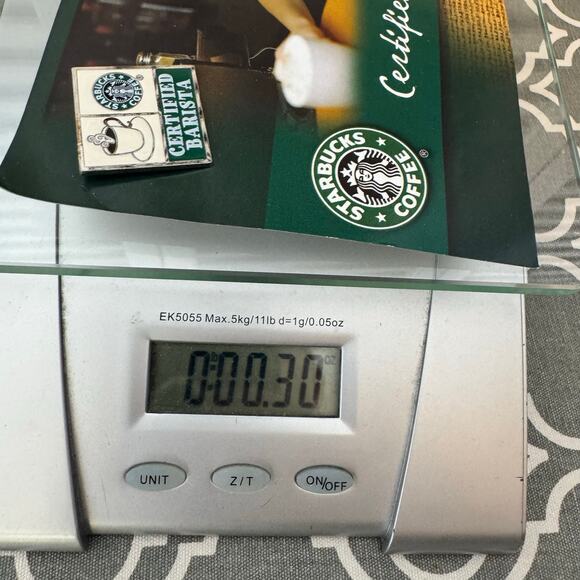 Certifie
STARBUCKS
COFFEE
CERTIFIED
BARISTA
STARBUCKS
COFFEE
®
EK5055 Max.5kg/11lb d=1g/0.05oz
0:00.30 oz
UNIT
Z/T
ON/OFF